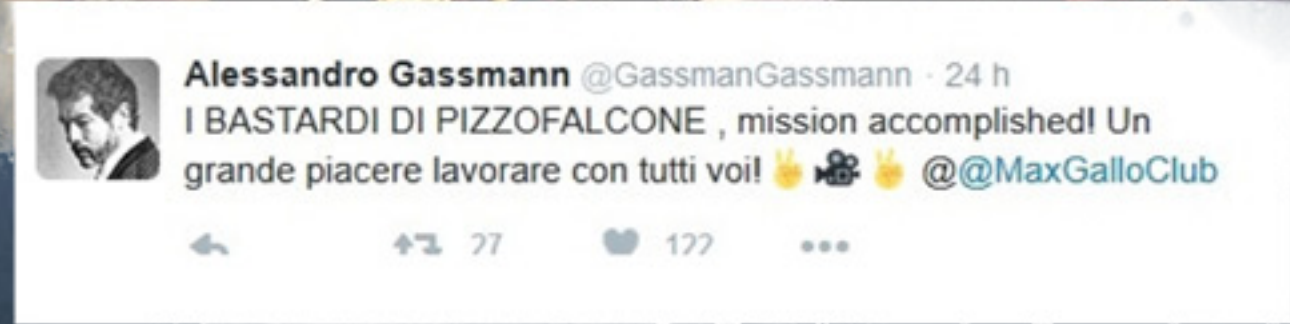 Alessandro Gassmann @GassmanGassmann · 24 h
I BASTARDI DI PIZZOFALCONE , mission accomplished! Un
grande piacere lavorare con tutti voi! ✌️🎥✌️ @@MaxGalloClub
27 122